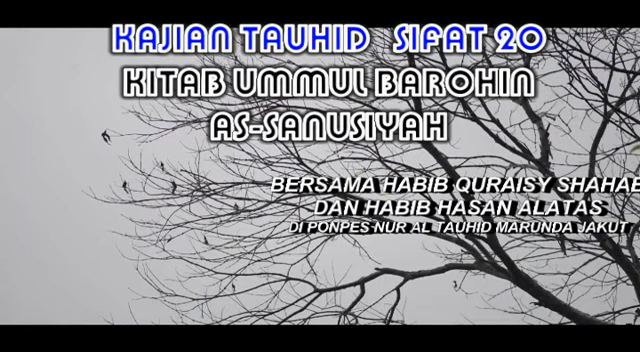 KAJIAN TAUHID SIFAT 20
KITAB UMMUL BAROHIN
AS-SANUSIYAH
BERSAMA HABIB QURAISY SHAHAB
DAN HABIB HASAN ALATAS
DI PONPES NUR AL TAUHID MARUNDA JAKUT